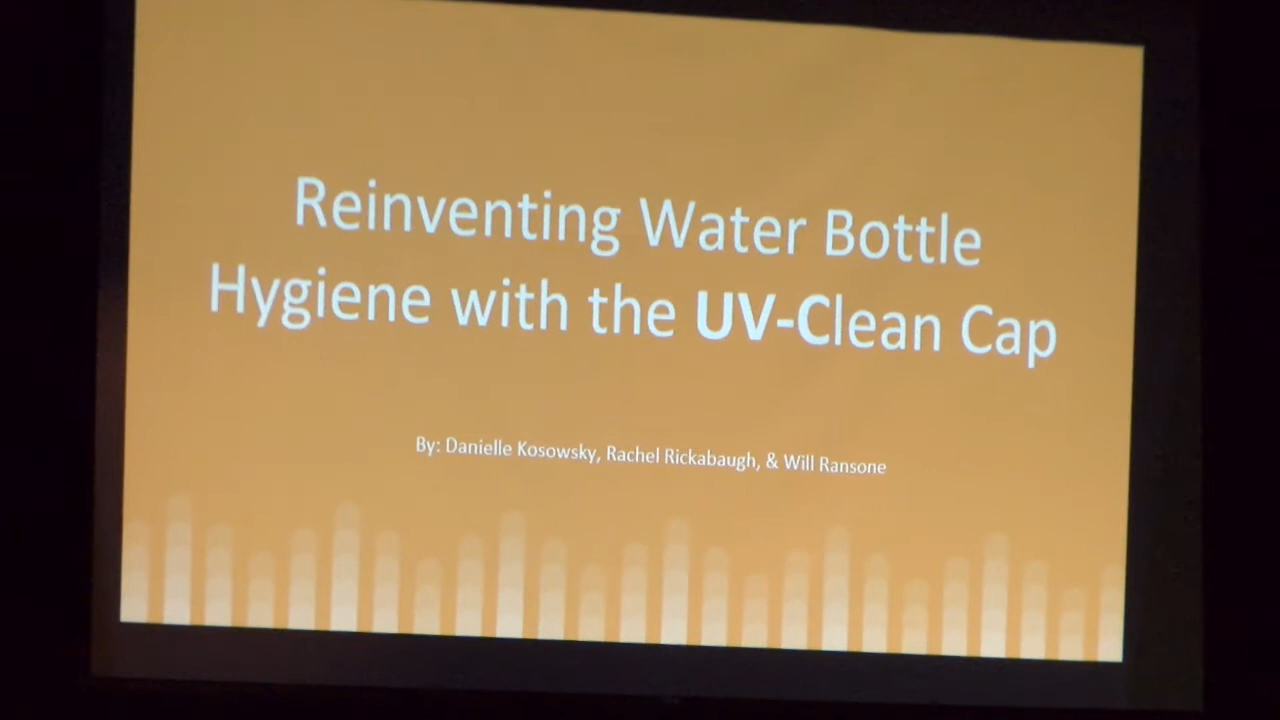 Reinventing Water Bottle
Hygiene with the UV-Clean Cap
By: Danielle Kosowsky, Rachel Rickabaugh, & Will Ransone